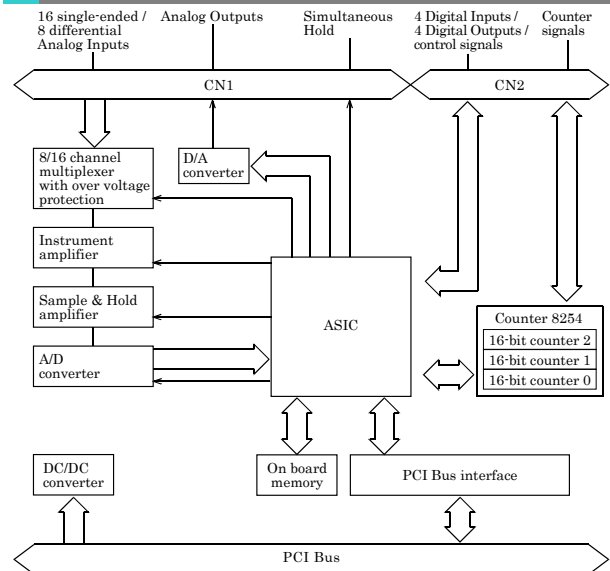 16 single-ended /
8 differential
Analog Inputs
Analog Outputs
Simultaneous
Hold
4 Digital Inputs /
4 Digital Outputs /
control signals
Counter
signals
CN1
CN2
8/16 channel
multiplexer
with over voltage
protection
D/A
converter
Instrument
amplifier
Sample & Hold
amplifier
A/D
converter
ASIC
Counter 8254
16-bit counter 2
16-bit counter 1
16-bit counter 0
DC/DC
converter
On board
memory
PCI Bus interface
PCI Bus